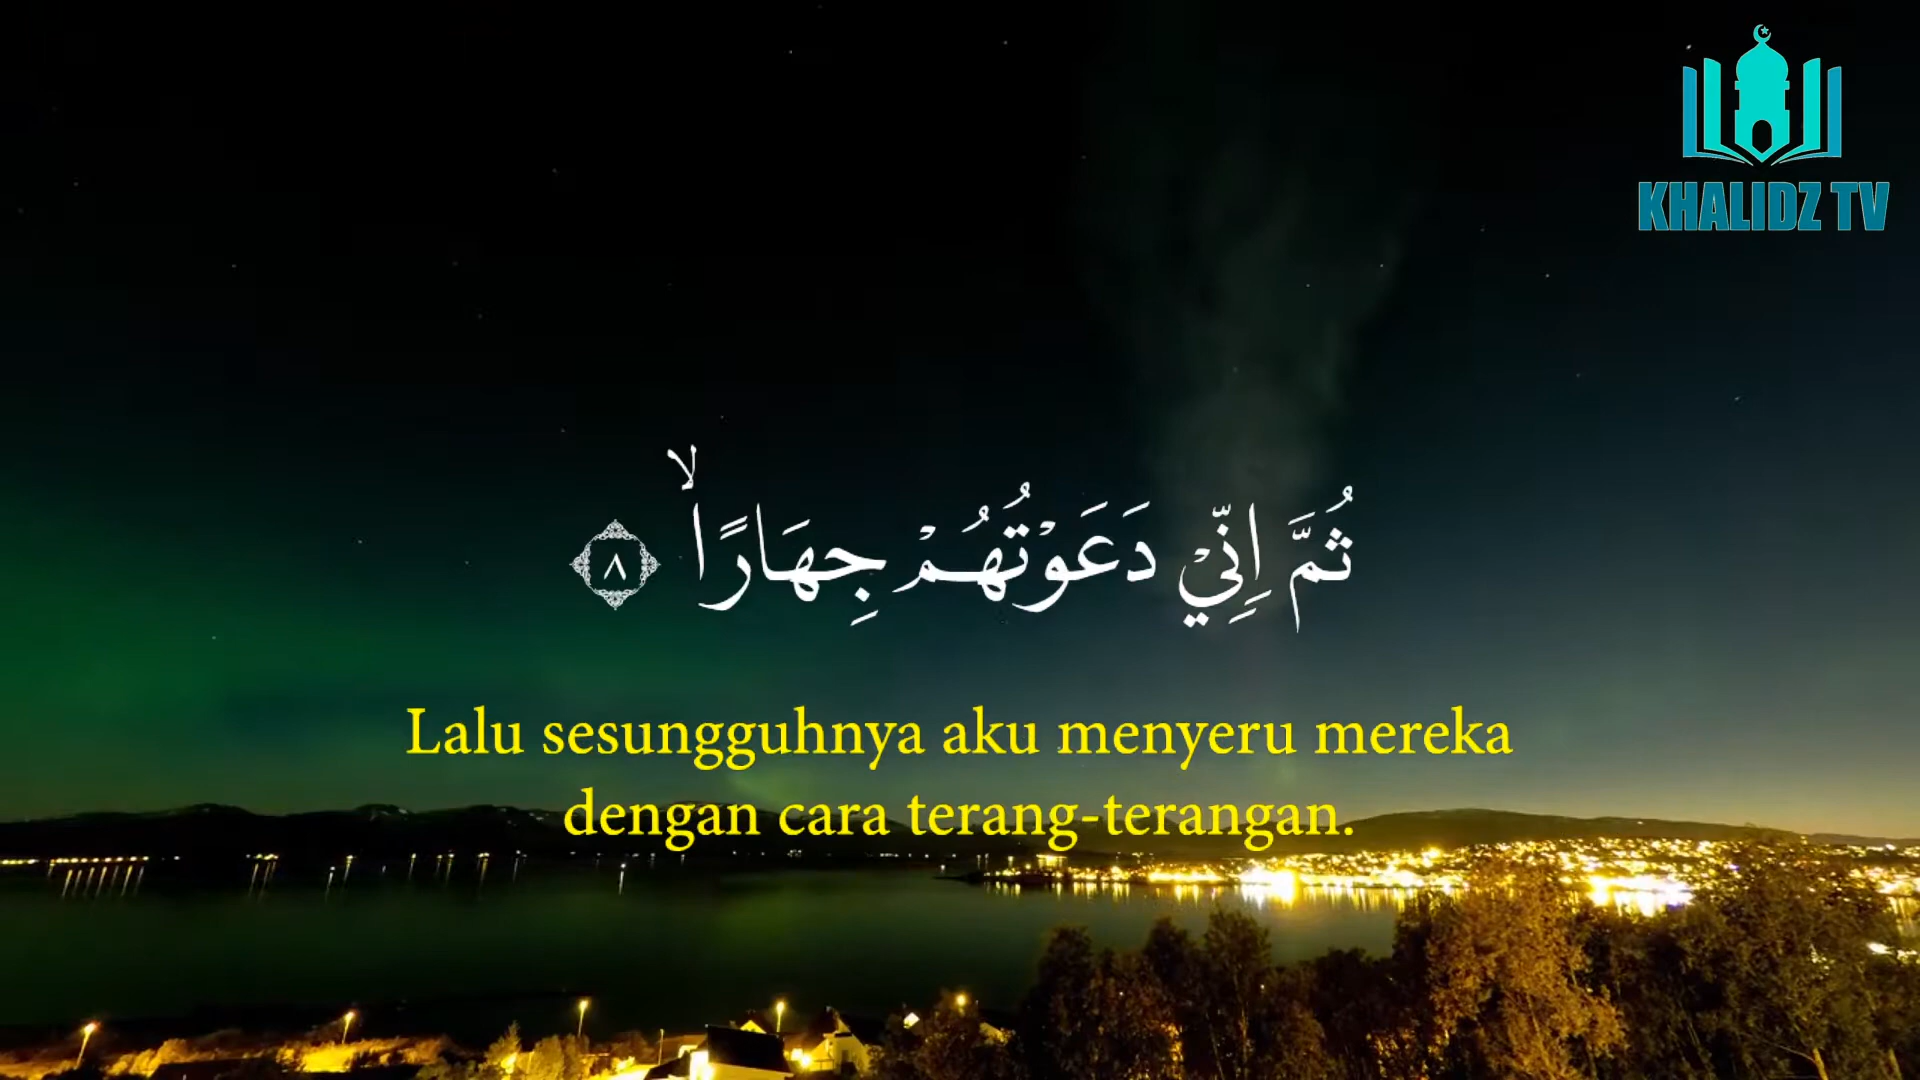 KHALIDZ TV
ثُمَّ اِنِّيْ دَعَوْتُهُمْ جِهَارًاۙ ٨
Lalu sesungguhnya aku menyeru mereka
dengan cara terang-terangan.